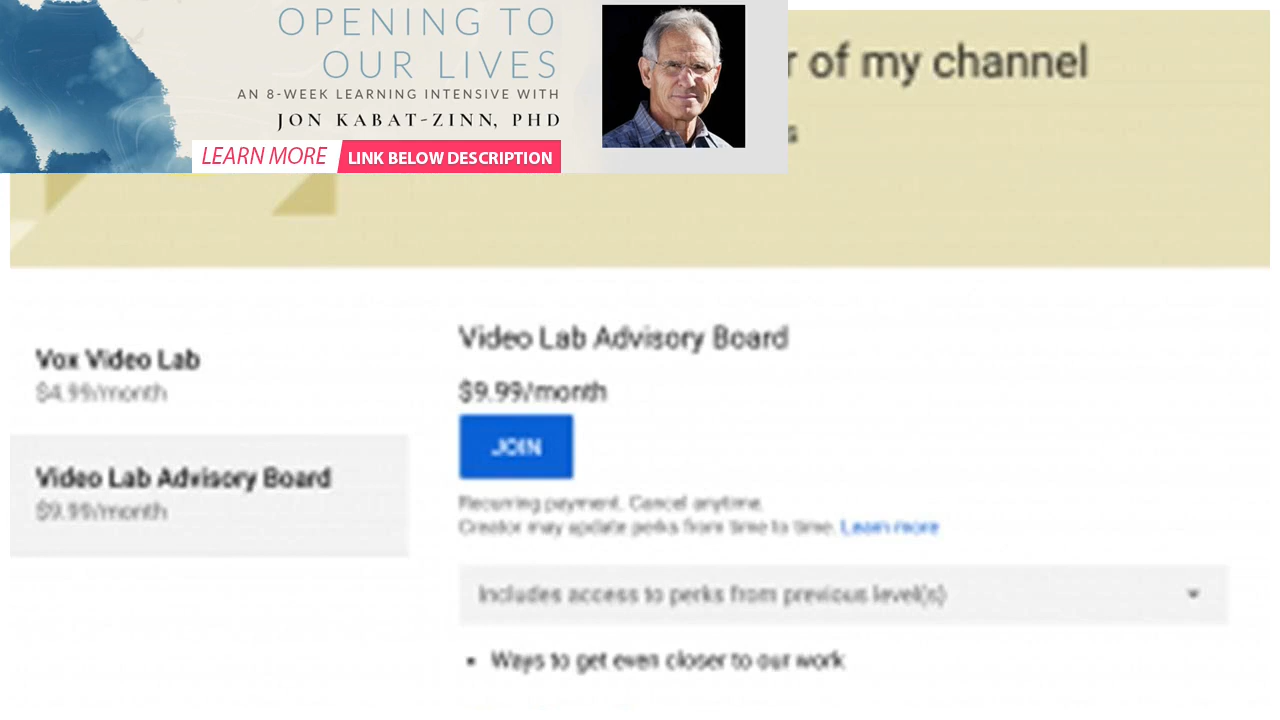 OPENING TO
OUR LIVES
AN 8-WEEK LEARNING INTENSIVE WITH
JON KABAT-ZINN, PHD
LEARN MORE LINK BELOW DESCRIPTION
of my channel
Vox Video Lab
$4.99/month
Video Lab Advisory Board
$9.99/month
Video Lab Advisory Board
$9.99/month
JOIN
Recurring payment. Cancel anytime.
Creator may update perks from time to time. Learn more
Includes access to perks from previous level(s)
• Ways to get even closer to our work